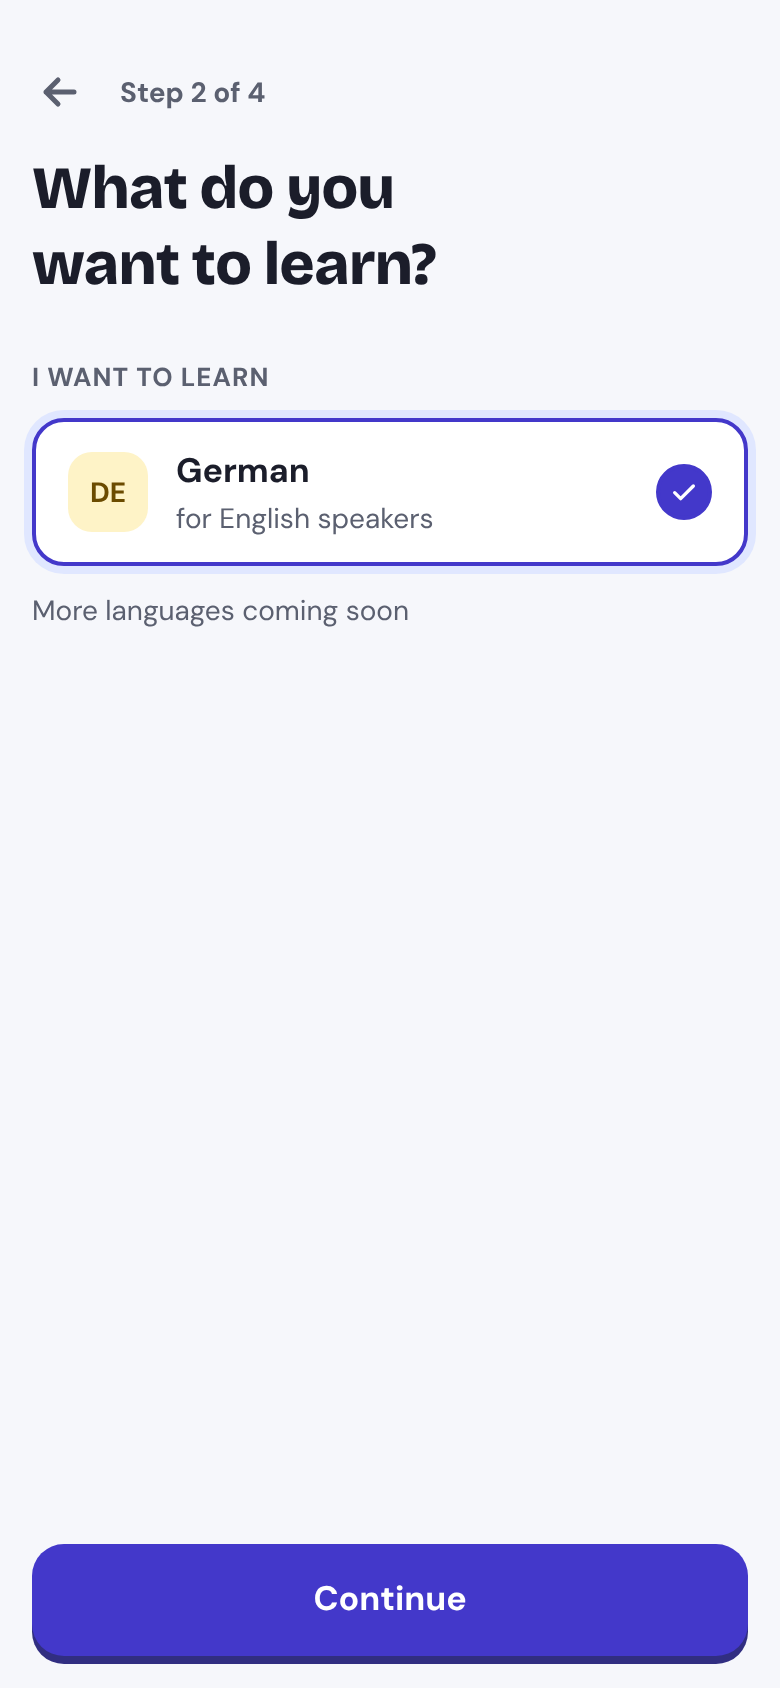 Step 2 of 4
What do you
want to learn?
I WANT TO LEARN
DE
German
for English speakers
More languages coming soon
Continue